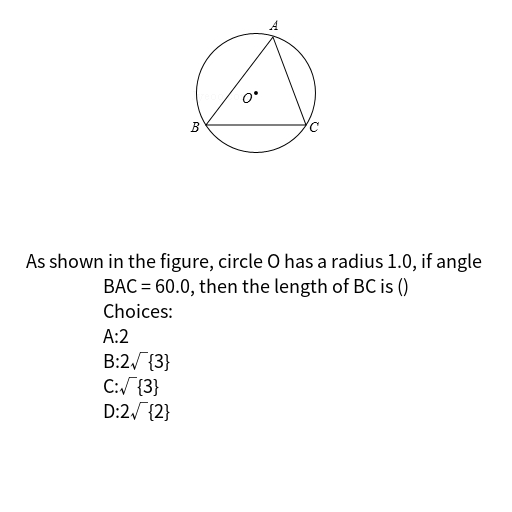 A
O
B
C
As shown in the figure, circle O has a radius 1.0, if angle
BAC = 60.0, then the length of BC is ()
Choices:
A:2
B:2√{3}
C:√{3}
D:2√{2}